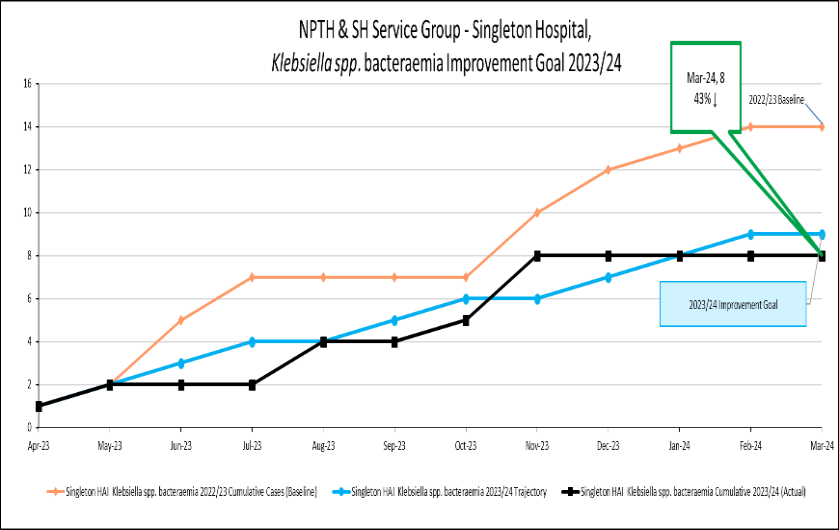 NPTH & SH Service Group - Singleton Hospital,
Klebsiella spp. bacteraemia Improvement Goal 2023/24
Mar-24, 8
43% ↓
2022/23 Baseline
16
14
12
10
8
6
4
2
0
2023/24 Improvement Goal
Apr-23 May-23 Jun-23 Jul-23 Aug-23 Sep-23 Oct-23 Nov-23 Dec-23 Jan-24 Feb-24 Mar-24
Singleton HAI Klebsiella spp. bacteraemia 2022/23 Cumulative Cases (Baseline) Singleton HAI Klebsiella spp. bacteraemia 2023/24 Trajectory Singleton HAI Klebsiella spp. bacteraemia Cumulative 2023/24 (Actual)